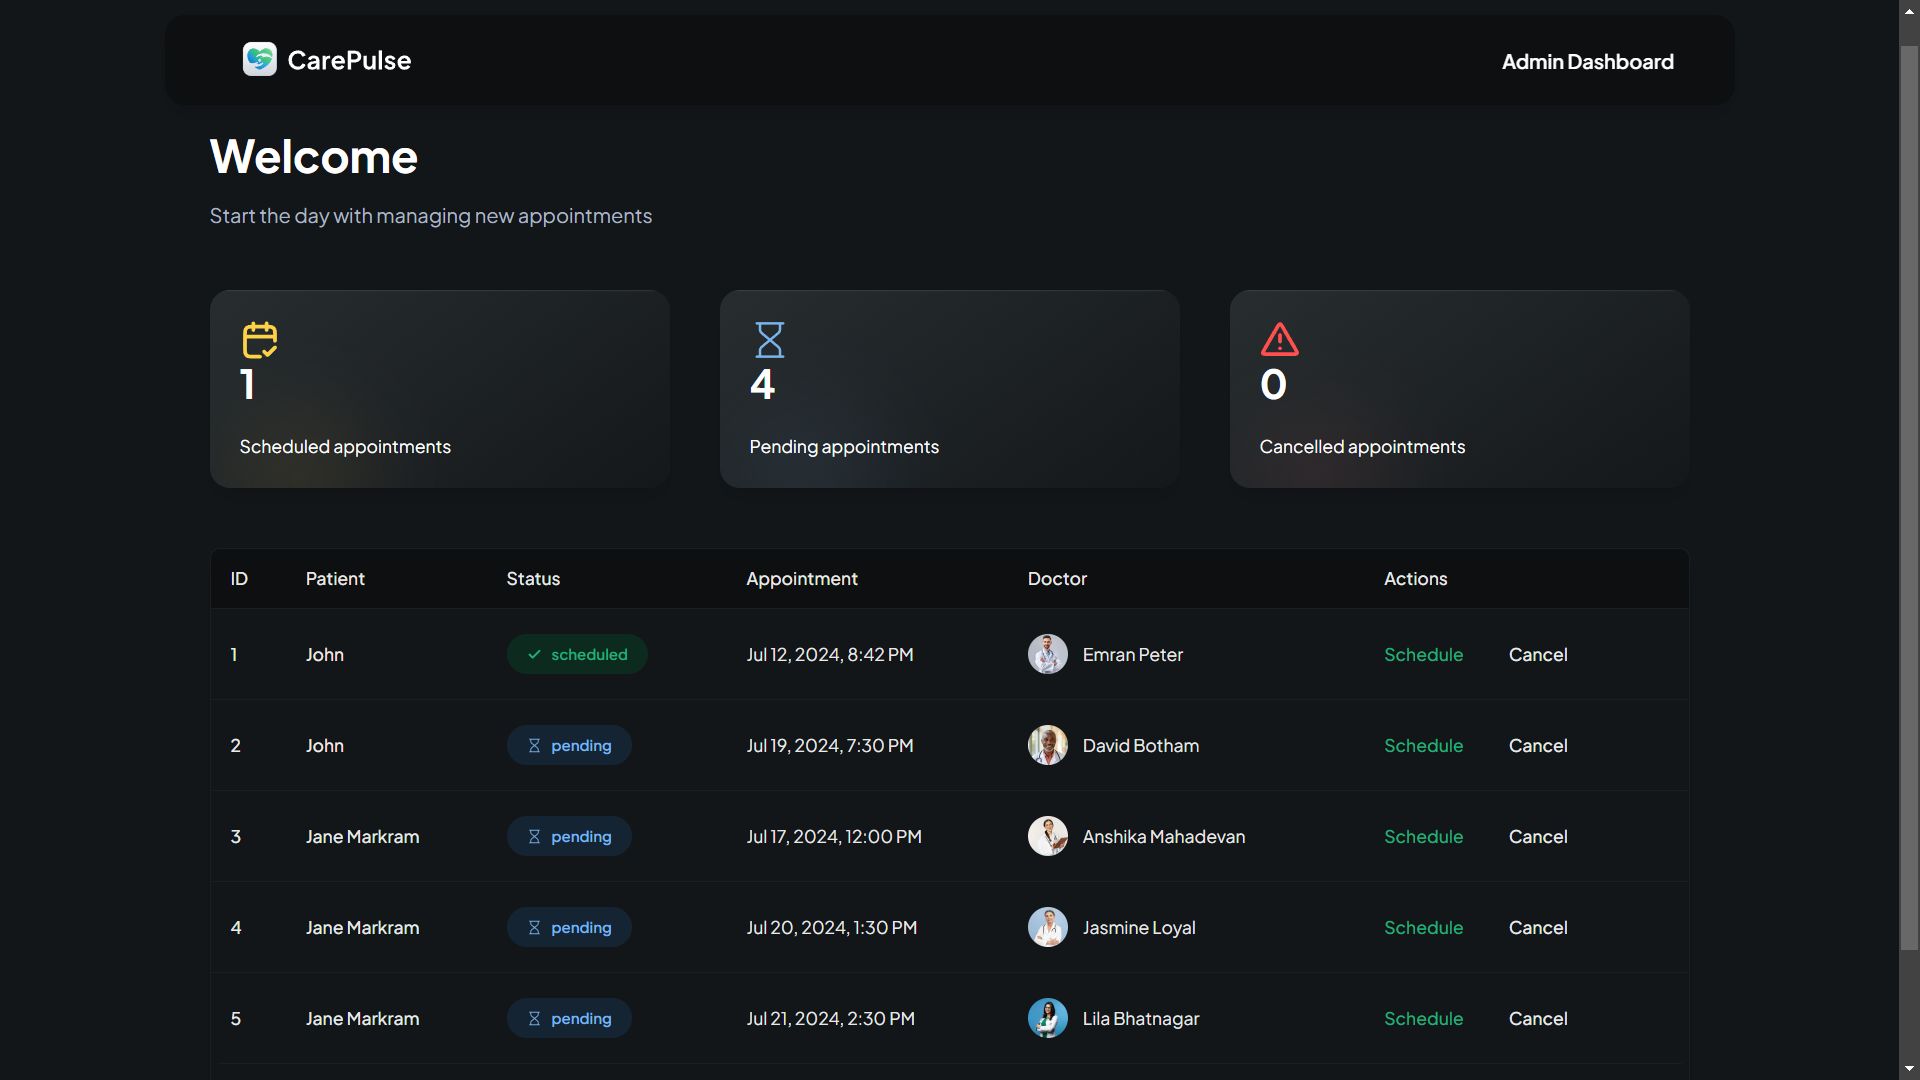 CarePulse
Admin Dashboard
Welcome
Start the day with managing new appointments
1
Scheduled appointments
4
Pending appointments
0
Cancelled appointments
ID Patient Status Appointment Doctor Actions
1 John scheduled Jul 12, 2024, 8:42 PM Emran Peter Schedule Cancel
2 John pending Jul 19, 2024, 7:30 PM David Botham Schedule Cancel
3 Jane Markram pending Jul 17, 2024, 12:00 PM Anshika Mahadevan Schedule Cancel
4 Jane Markram pending Jul 20, 2024, 1:30 PM Jasmine Loyal Schedule Cancel
5 Jane Markram pending Jul 21, 2024, 2:30 PM Lila Bhatnagar Schedule Cancel